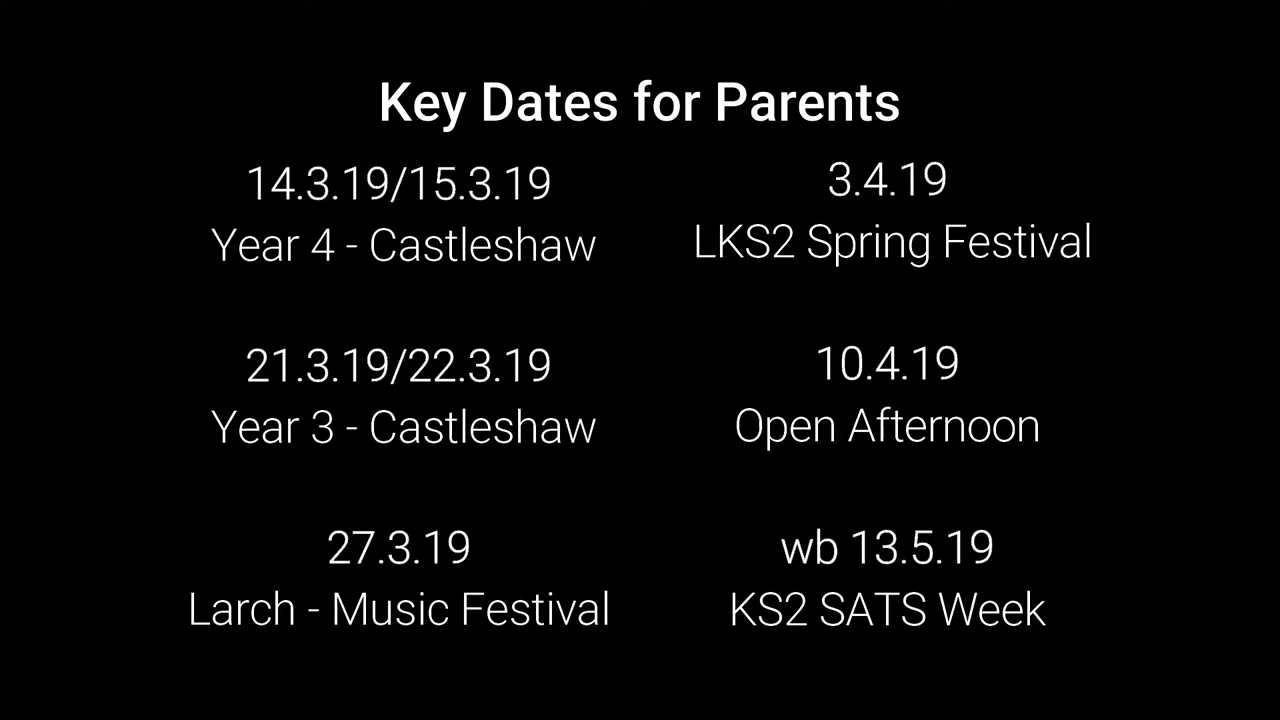 Key Dates for Parents
14.3.19/15.3.19
Year 4 - Castleshaw
21.3.19/22.3.19
Year 3 - Castleshaw
27.3.19
Larch - Music Festival
3.4.19
LKS2 Spring Festival
10.4.19
Open Afternoon
wb 13.5.19
KS2 SATS Week